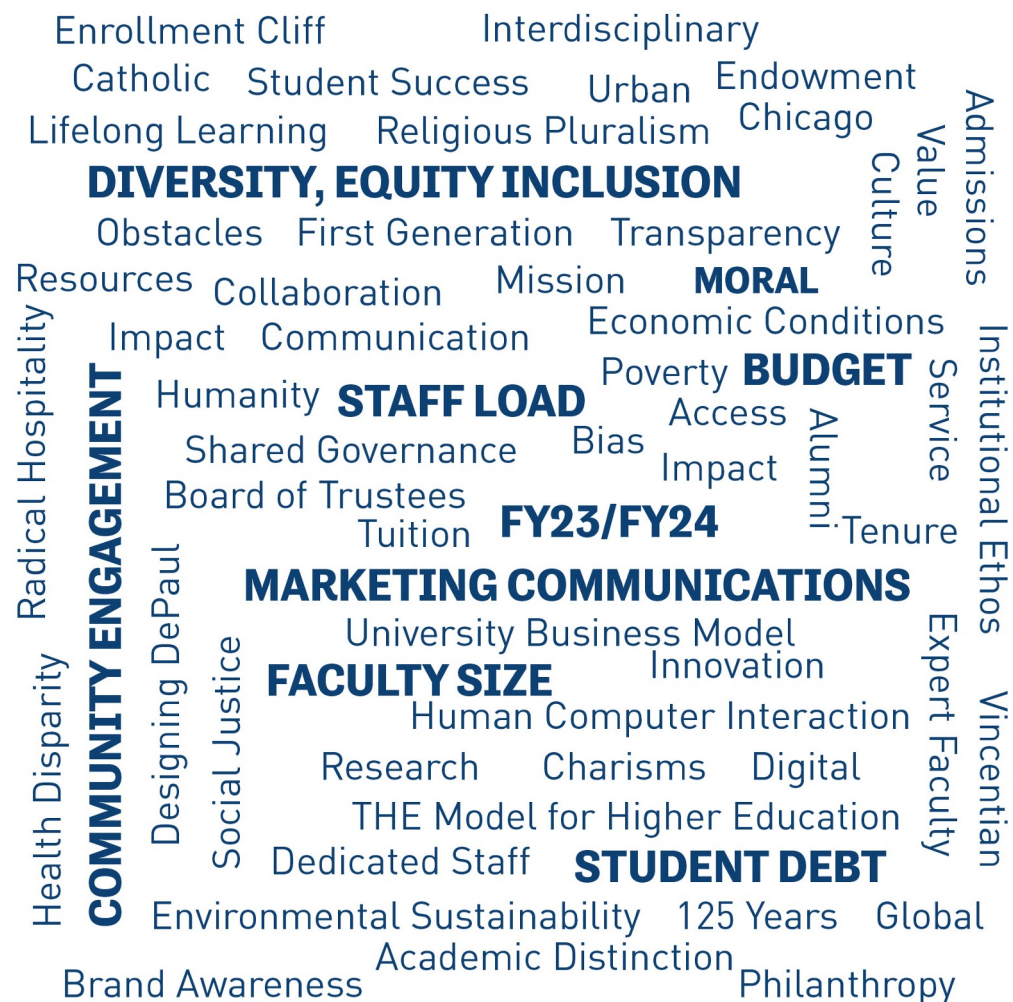 Enrollment Cliff
Interdisciplinary
Catholic
Student Success
Urban
Endowment
Lifelong Learning
Religious Pluralism
Chicago
Admissions
Value
Culture
DIVERSITY, EQUITY INCLUSION
Obstacles
First Generation
Transparency
Resources
Collaboration
Mission
MORAL
Impact
Communication
Economic Conditions
Radical Hospitality
COMMUNITY ENGAGEMENT
Humanity
STAFF LOAD
Poverty
BUDGET
Service
Institutional Ethos
Access
Alumni
Shared Governance
Bias
Impact
Board of Trustees
Tuition
FY23/FY24
Tenure
MARKETING COMMUNICATIONS
Designing DePaul
Social Justice
University Business Model
Innovation
FACULTY SIZE
Expert Faculty
Vincentian
Human Computer Interaction
Health Disparity
Research
Charisms
Digital
THE Model for Higher Education
Dedicated Staff
STUDENT DEBT
Environmental Sustainability
125 Years
Global
Academic Distinction
Brand Awareness
Philanthropy